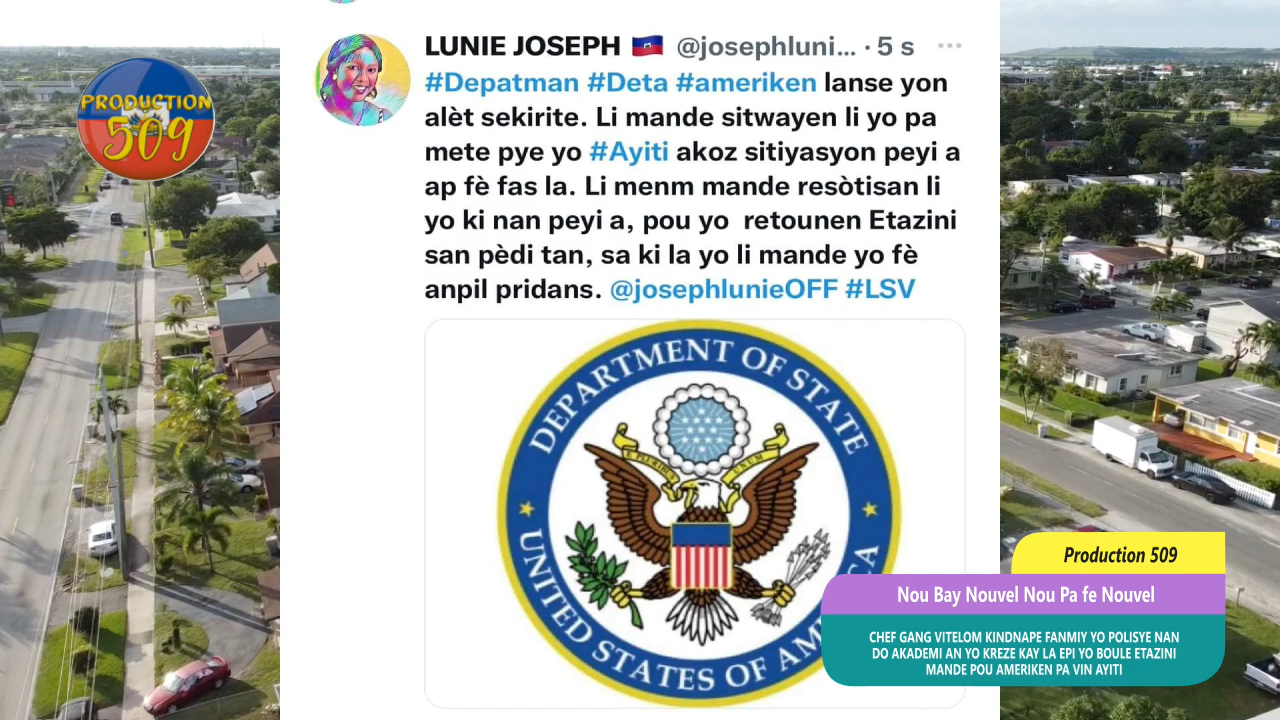 PRODUCTION
509
LUNIE JOSEPH 🇭🇹 @josephluni... · 5 s ...
#Depatman #Deta #ameriken lanse yon
alèt sekirite. Li mande sitwayen li yo pa
mete pye yo #Ayiti akoz sitiyasyon peyi a
ap fè fas la. Li menm mande resòtisan li
yo ki nan peyi a, pou yo retounen Etazini
san pèdi tan, sa ki la yo li mande yo fè
anpil pridans. @josephlunieOFF #LSV
DEPARTMENT OF STATE
E PLURIBUS UNUM
UNITED STATES OF AM CA
Production 509
Nou Bay Nouvel Nou Pa fe Nouvel
CHEF GANG VITELOM KINDNAPE FANMIY YO POLISYE NAN
DO AKADEMI AN YO KREZE KAY LA EPI YO BOULE ETAZINI
MANDE POU AMERIKEN PA VIN AYITI